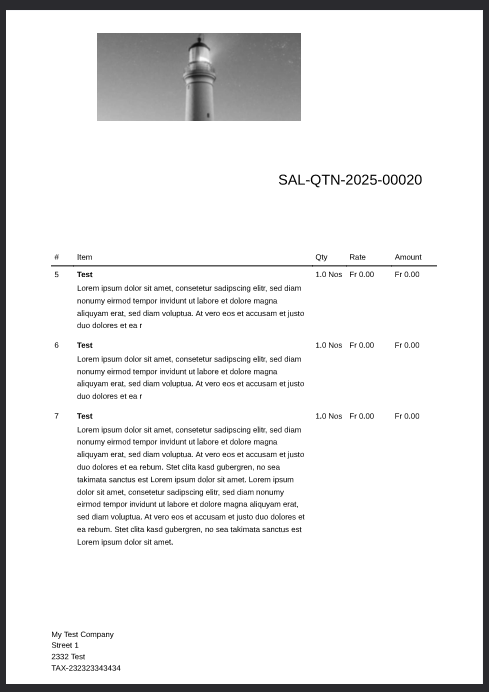 SAL-QTN-2025-00020
# Item Qty Rate Amount
5 Test 1.0 Nos Fr 0.00 Fr 0.00
Lorem ipsum dolor sit amet, consetetur sadipscing elitr, sed diam
nonumy eirmod tempor invidunt ut labore et dolore magna
aliquyam erat, sed diam voluptua. At vero eos et accusam et justo
duo dolores et ea r
6 Test 1.0 Nos Fr 0.00 Fr 0.00
Lorem ipsum dolor sit amet, consetetur sadipscing elitr, sed diam
nonumy eirmod tempor invidunt ut labore et dolore magna
aliquyam erat, sed diam voluptua. At vero eos et accusam et justo
duo dolores et ea r
7 Test 1.0 Nos Fr 0.00 Fr 0.00
Lorem ipsum dolor sit amet, consetetur sadipscing elitr, sed diam
nonumy eirmod tempor invidunt ut labore et dolore magna
aliquyam erat, sed diam voluptua. At vero eos et accusam et justo
duo dolores et ea rebum. Stet clita kasd gubergren, no sea
takimata sanctus est Lorem ipsum dolor sit amet. Lorem ipsum
dolor sit amet, consetetur sadipscing elitr, sed diam nonumy
eirmod tempor invidunt ut labore et dolore magna aliquyam erat,
sed diam voluptua. At vero eos et accusam et justo duo dolores et
ea rebum. Stet clita kasd gubergren, no sea takimata sanctus est
Lorem ipsum dolor sit amet.
My Test Company
Street 1
2332 Test
TAX-232323343434